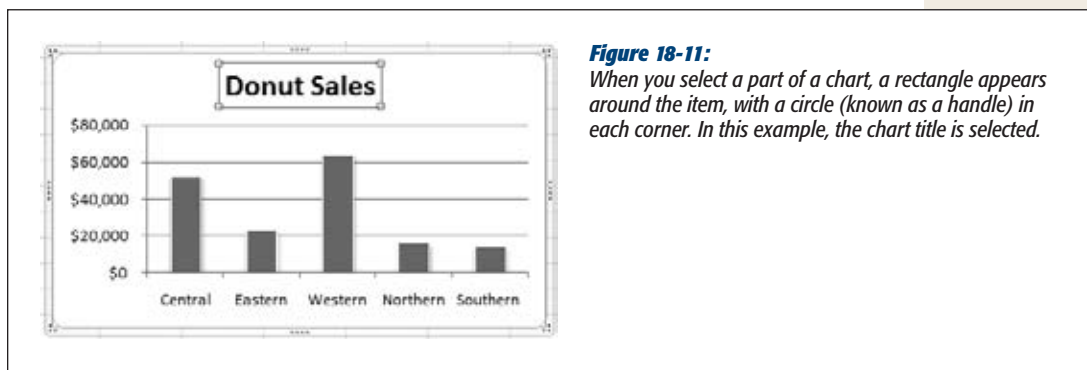 Donut Sales
$80,000
$60,000
$40,000
$20,000
$0
Central Eastern Western Northern Southern
Figure 18-11:
When you select a part of a chart, a rectangle appears
around the item, with a circle (known as a handle) in
each corner. In this example, the chart title is selected.